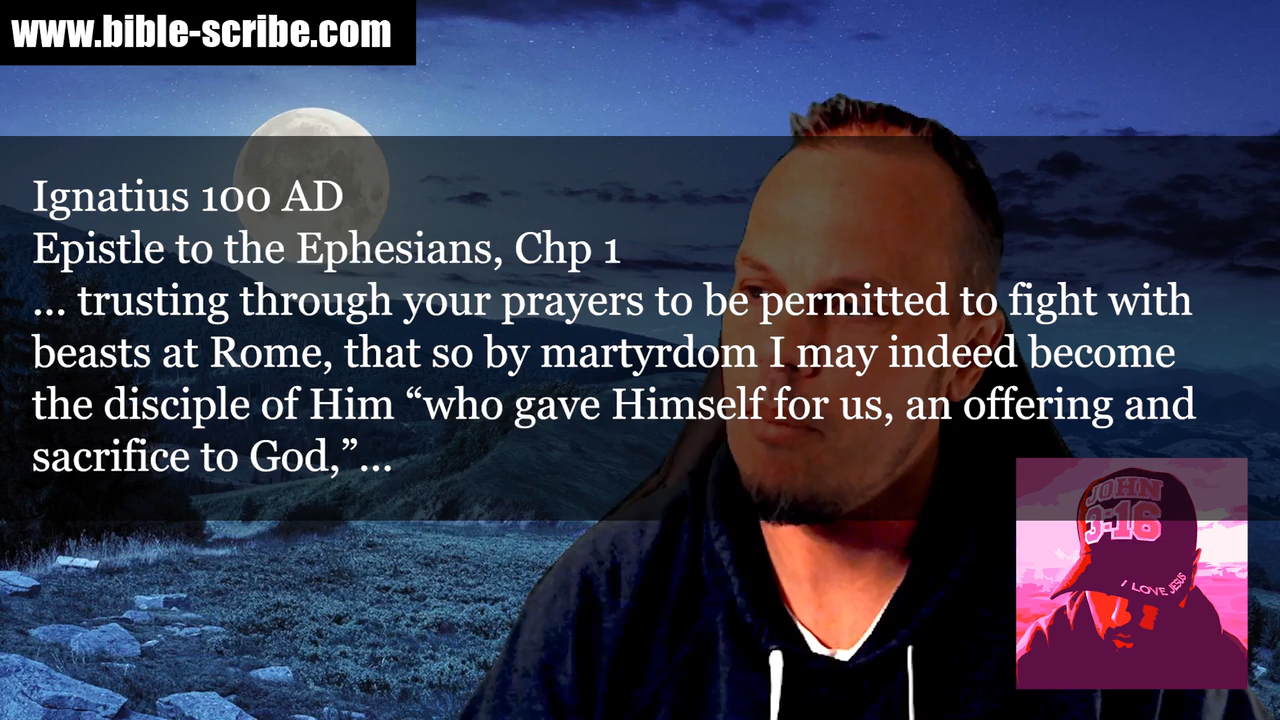 www.bible-scribe.com
Ignatius 100 AD
Epistle to the Ephesians, Chp 1
... trusting through your prayers to be permitted to fight with
beasts at Rome, that so by martyrdom I may indeed become
the disciple of Him “who gave Himself for us, an offering and
sacrifice to God,”...
JOHN
3:16
I LOVE JESUS